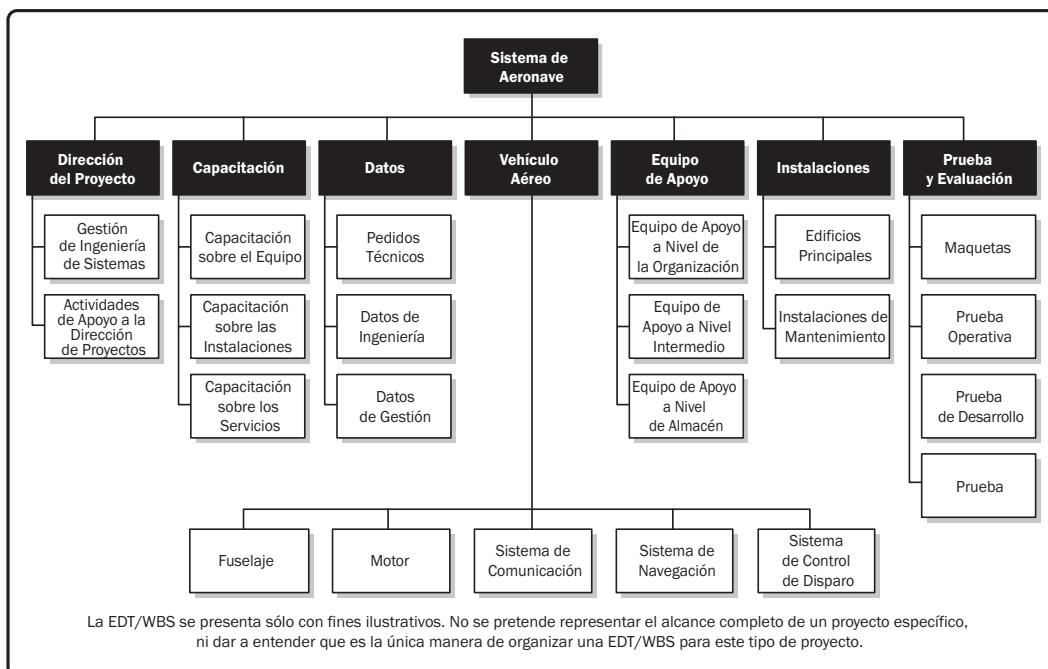 Sistema de
Aeronave
Dirección
del Proyecto
Capacitación
Datos
Vehículo
Aéreo
Equipo
de Apoyo
Instalaciones
Prueba
y Evaluación
Gestión
de Ingeniería
de Sistemas
Actividades
de Apoyo a la
Dirección
de Proyectos
Capacitación
sobre el Equipo
Capacitación
sobre las
Instalaciones
Capacitación
sobre los
Servicios
Pedidos
Técnicos
Datos de
Ingeniería
Datos
de Gestión
Equipo de Apoyo
a Nivel de
la Organización
Equipo de
Apoyo a Nivel
Intermedio
Equipo de Apoyo
a Nivel
de Almacén
Edificios
Principales
Instalaciones de
Mantenimiento
Maquetas
Prueba
Operativa
Prueba
de Desarrollo
Prueba
Fuselaje
Motor
Sistema de
Comunicación
Sistema de
Navegación
Sistema
de Control
de Disparo
La EDT/WBS se presenta sólo con fines ilustrativos. No se pretende representar el alcance completo de un proyecto específico,
ni dar a entender que es la única manera de organizar una EDT/WBS para este tipo de proyecto.